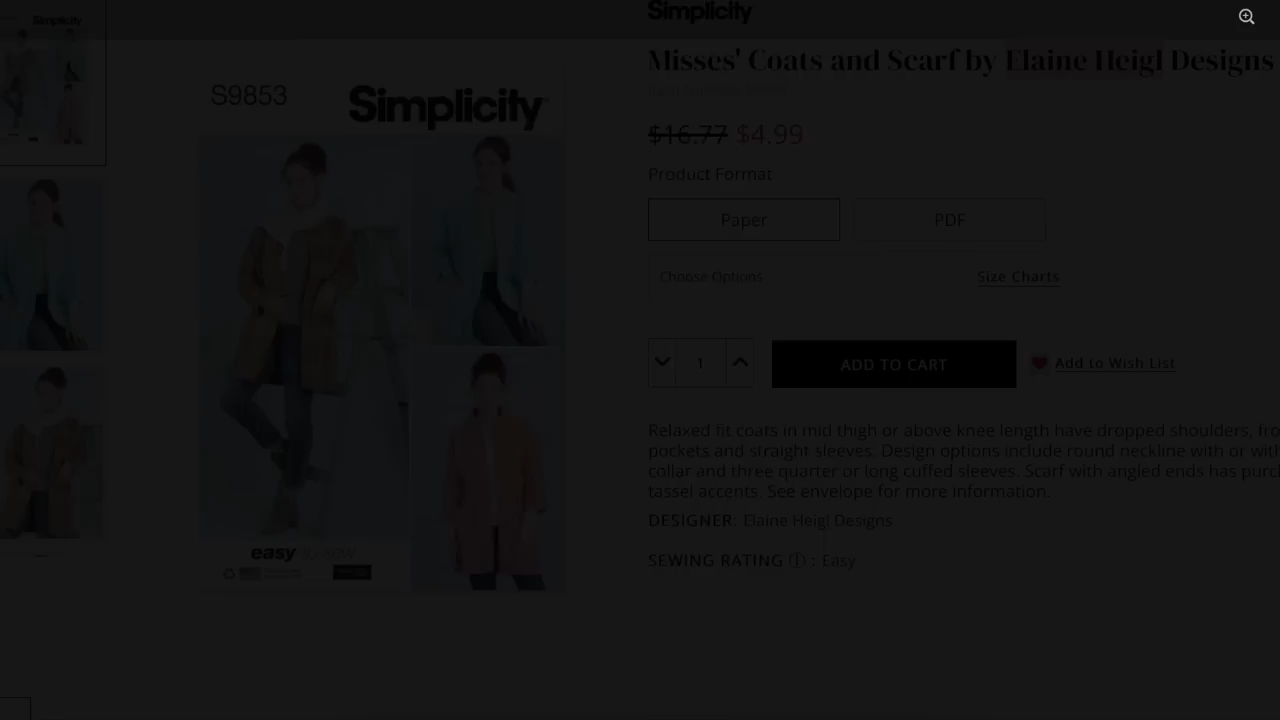 Simplicity
Simplicity
Misses' Coats and Scarf by Elaine Heigl Designs
S9853
Simplicity
$16.77 $4.99
Product Format
Paper
PDF
Choose Options
Size Charts
1
ADD TO CART
Add to Wish List
Relaxed fit coats in mid thigh or above knee length have dropped shoulders,
pockets and straight sleeves. Design options include round neckline with or
collar and three quarter or long cuffed sleeves. Scarf with angled ends has
tassel accents. See envelope for more information.
DESIGNER: Elaine Heigl Designs
SEWING RATING ⓘ : Easy
easy